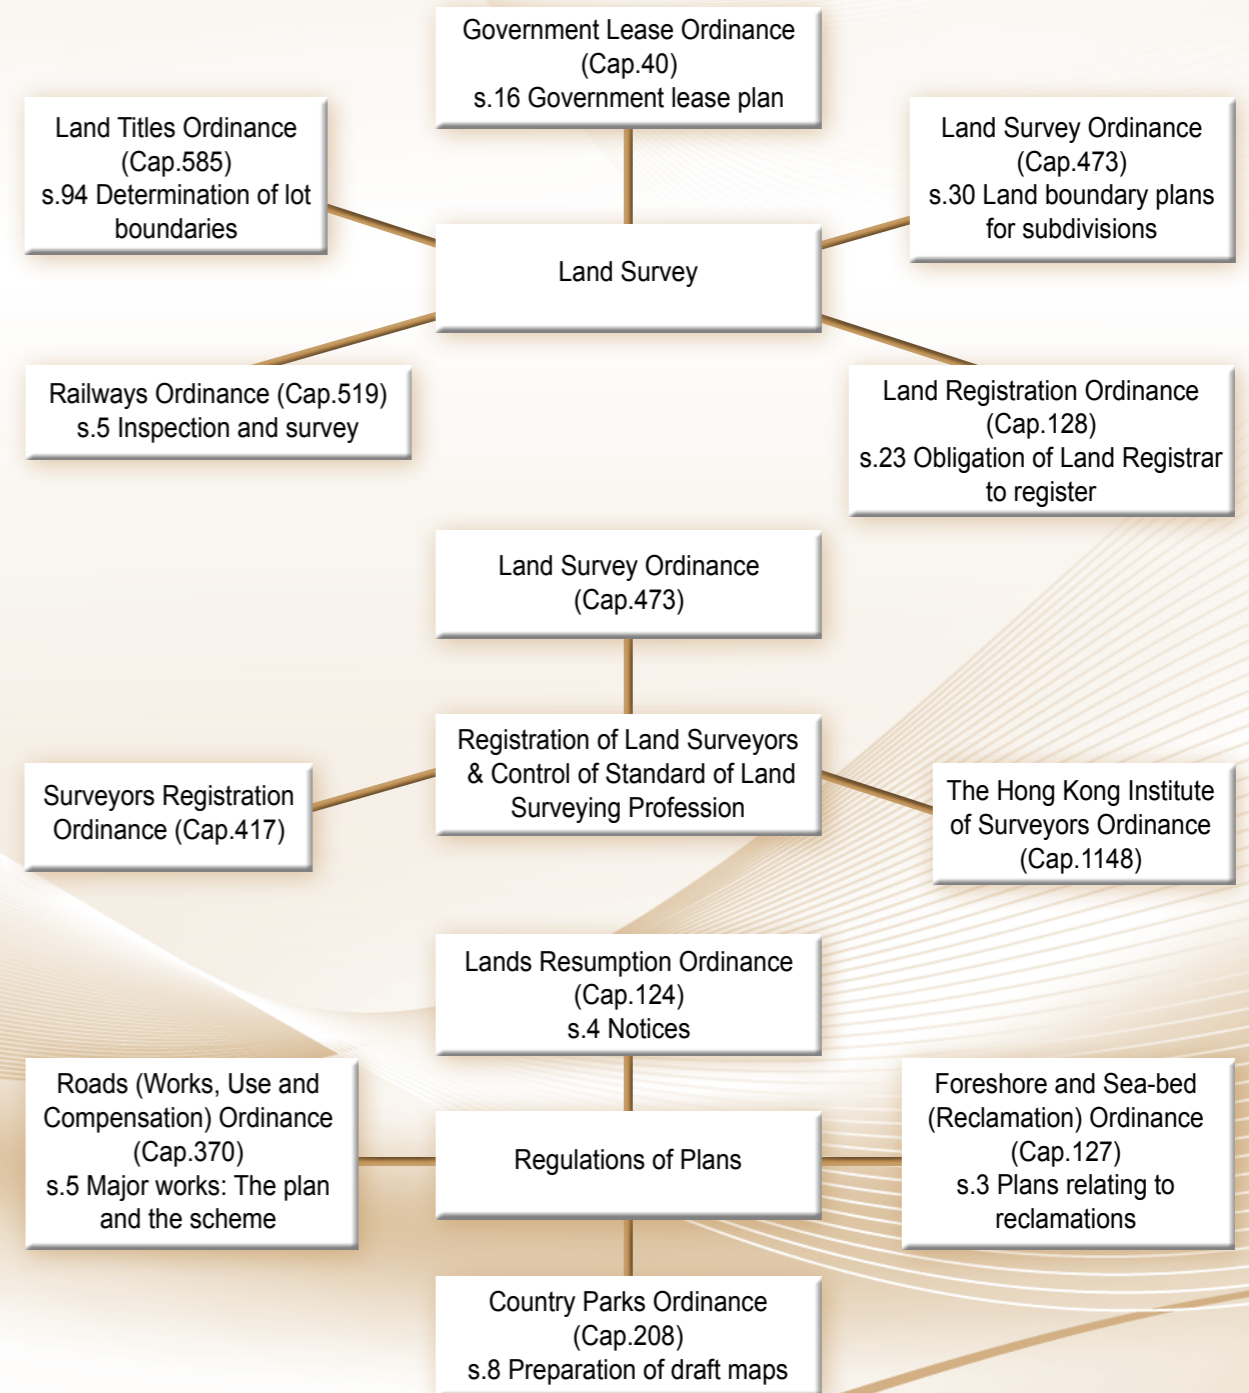 Government Lease Ordinance
(Cap.40)
s.16 Government lease plan
Land Titles Ordinance
(Cap.585)
s.94 Determination of lot
boundaries
Land Survey Ordinance
(Cap.473)
s.30 Land boundary plans
for subdivisions
Land Survey
Railways Ordinance (Cap.519)
s.5 Inspection and survey
Land Registration Ordinance
(Cap.128)
s.23 Obligation of Land Registrar
to register
Land Survey Ordinance
(Cap.473)
Registration of Land Surveyors
& Control of Standard of Land
Surveying Profession
Surveyors Registration
Ordinance (Cap.417)
The Hong Kong Institute
of Surveyors Ordinance
(Cap.1148)
Lands Resumption Ordinance
(Cap.124)
s.4 Notices
Roads (Works, Use and
Compensation) Ordinance
(Cap.370)
s.5 Major works: The plan
and the scheme
Regulations of Plans
Foreshore and Sea-bed
(Reclamation) Ordinance
(Cap.127)
s.3 Plans relating to
reclamations
Country Parks Ordinance
(Cap.208)
s.8 Preparation of draft maps